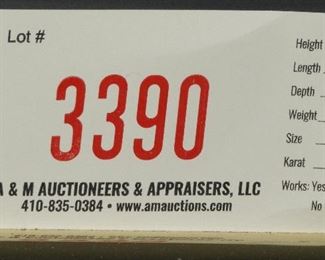 Lot #
3390
A & M AUCTIONEERS & APPRAISERS, LLC
410-835-0384 • www.amauctions.com
Height
Length
Depth
Weight
Size
Karat
Works: Yes
No